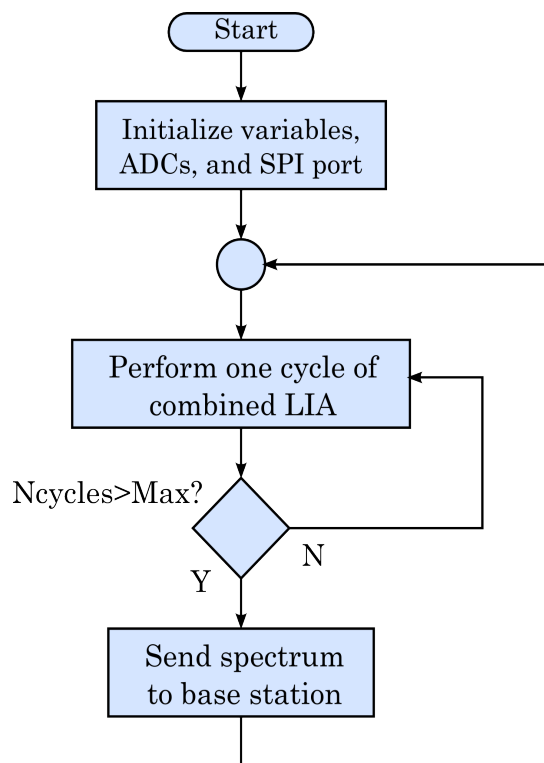 Start
Initialize variables,
ADCs, and SPI port
Perform one cycle of
combined LIA
Ncycles>Max?
N
Y
Send spectrum
to base station